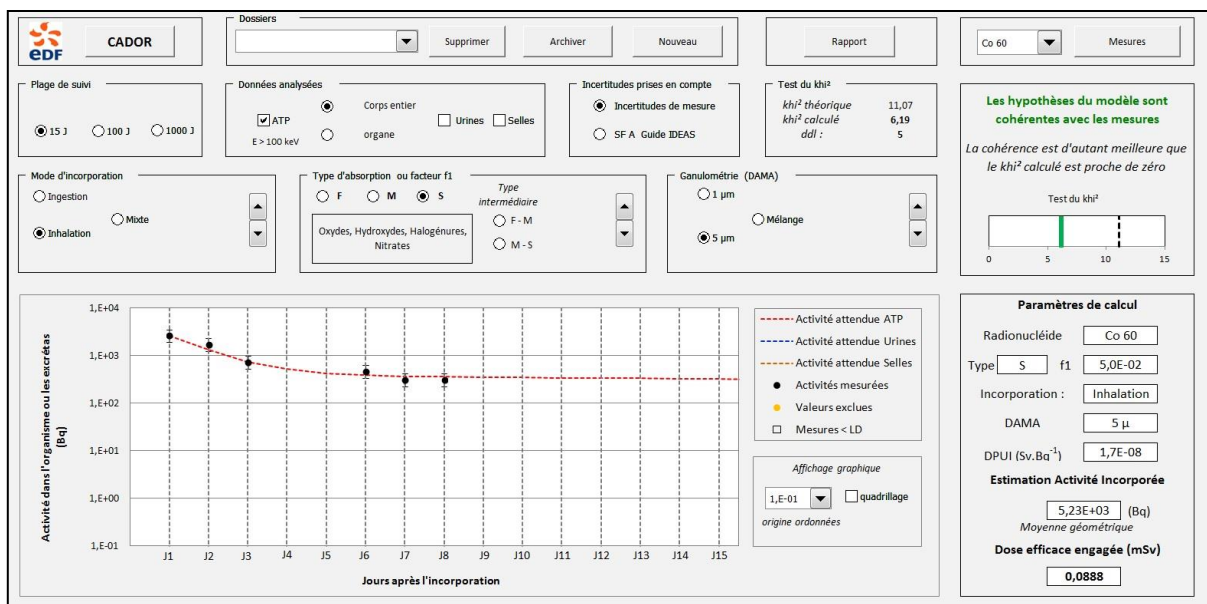 eDF
CADOR
Dossiers
Supprimer
Archiver
Nouveau
Rapport
Co 60
Mesures
Plage de suivi
15 J
100 J
1000 J
Données analysées
ATP
E > 100 keV
Corps entier
organe
Urines
Selles
Incertitudes prises en compte
Incertitudes de mesure
SF A Guide IDEAS
Test du khi²
khi² théorique 11,07
khi² calculé 6,19
ddl : 5
Les hypothèses du modèle sont
cohérentes avec les mesures
La cohérence est d'autant meilleure que
le khi² calculé est proche de zéro
Test du khi²
0 5 10 15
Mode d'incorporation
Ingestion
Mixte
Inhalation
Type d'absorption ou facteur f1
F
M
S
Type
intermédiaire
F - M
M - S
Oxydes, Hydroxydes, Halogénures,
Nitrates
Ganulométrie (DAMA)
1 µm
Mélange
5 µm
Activité dans l'organisme ou les excrétas
(Bq)
1,E+04
1,E+03
1,E+02
1,E+01
1,E+00
1,E-01
J1 J2 J3 J4 J5 J6 J7 J8 J9 J10 J11 J12 J13 J14 J15
Jours après l'incorporation
Activité attendue ATP
Activité attendue Urines
Activité attendue Selles
Activités mesurées
Valeurs exclues
Mesures < LD
Affichage graphique
1,E-01
quadrillage
origine ordonnées
Paramètres de calcul
Radionucléide Co 60
Type S f1 5,0E-02
Incorporation : Inhalation
DAMA 5 µ
DPUI (Sv.Bq⁻¹) 1,7E-08
Estimation Activité Incorporée
5,23E+03 (Bq)
Moyenne géométrique
Dose efficace engagée (mSv)
0,0888